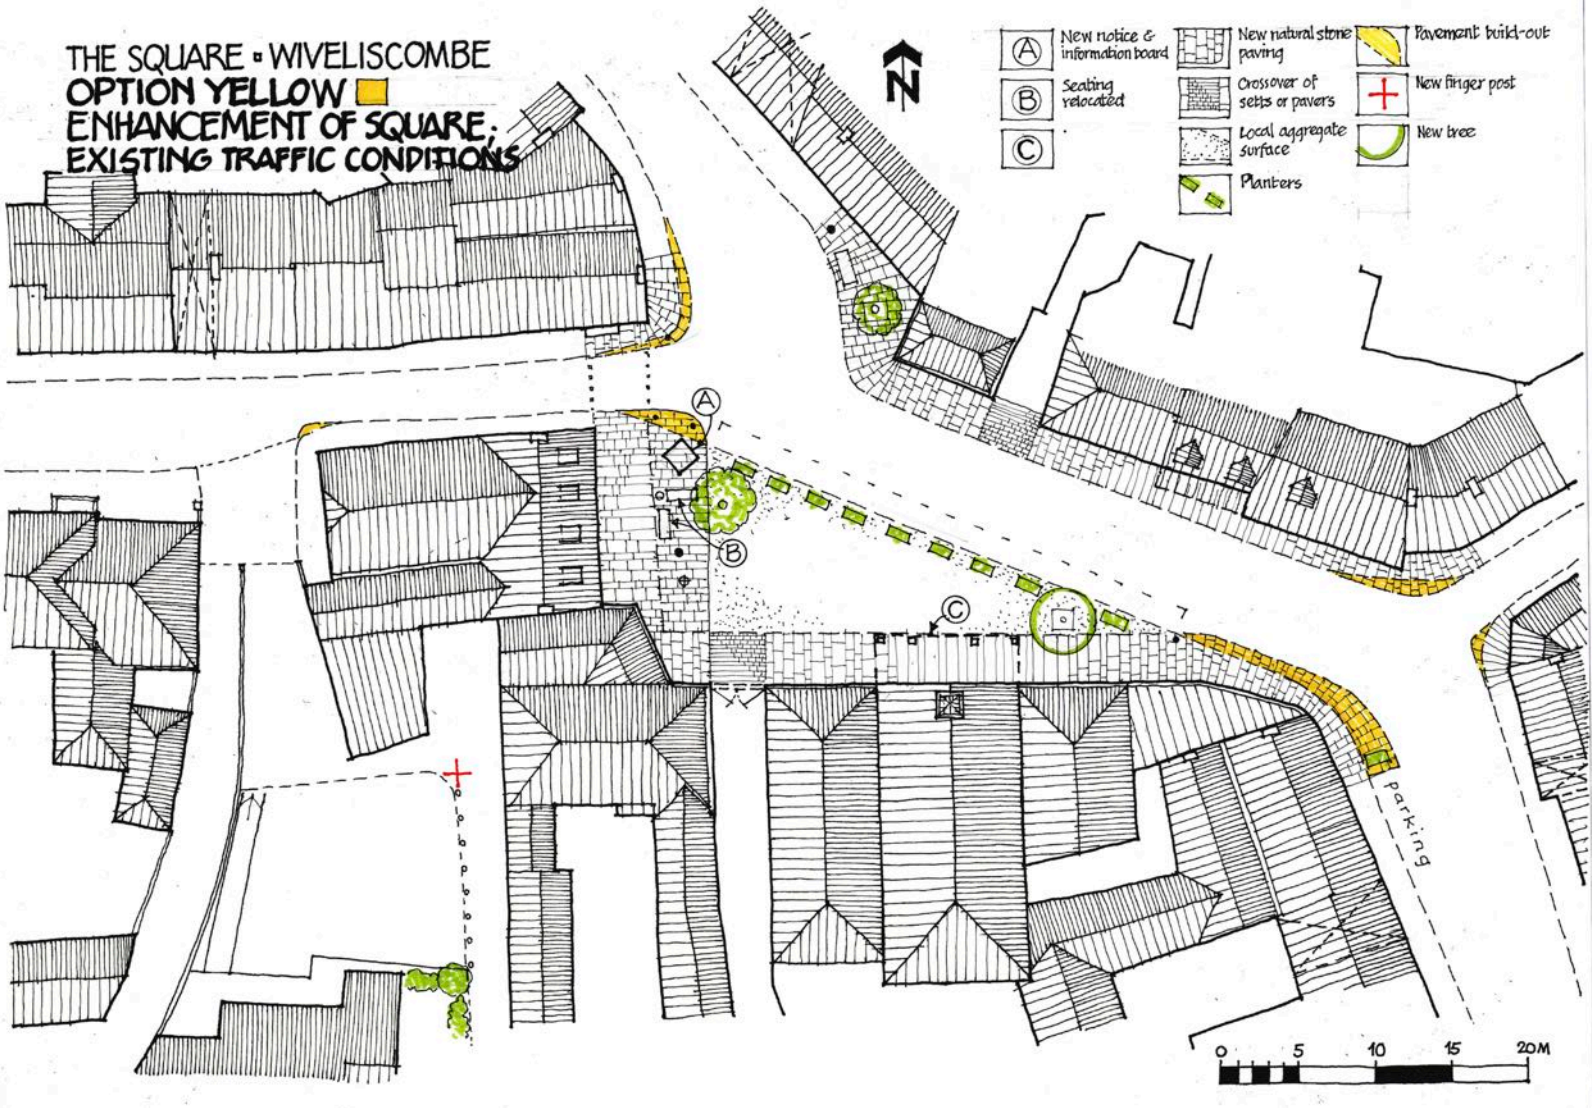 THE SQUARE ▫ WIVELISCOMBE
OPTION YELLOW
ENHANCEMENT OF SQUARE;
EXISTING TRAFFIC CONDITIONS
N
A New notice & information board
B Seating relocated
C
New natural stone paving
Crossover of setts or pavers
Local aggregate surface
Planters
Pavement build-out
New finger post
New tree
A
B
C
parking
0 5 10 15 20M